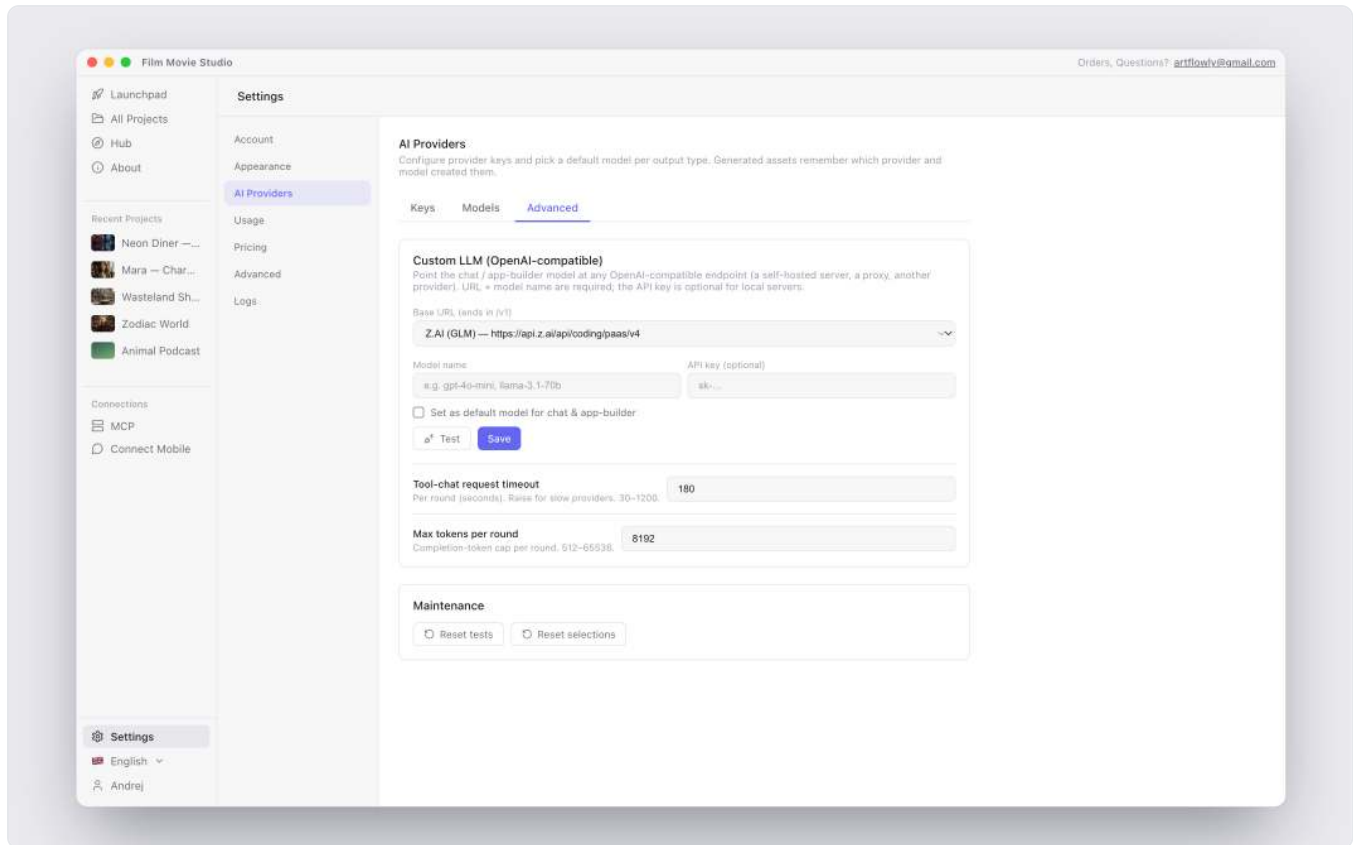 Film Movie Studio
Orders, Questions? artflowly@gmail.com
Launchpad
All Projects
Hub
About
Recent Projects
Neon Diner —...
Mara — Char...
Wasteland Sh...
Zodiac World
Animal Podcast
Connections
MCP
Connect Mobile
Settings
English
Andrej
Settings
Account
Appearance
AI Providers
Usage
Pricing
Advanced
Logs
AI Providers
Configure provider keys and pick a default model per output type. Generated assets remember which provider and
model created them.
Keys Models Advanced
Custom LLM (OpenAI-compatible)
Point the chat / app-builder model at any OpenAI-compatible endpoint (a self-hosted server, a proxy, another
provider). URL + model name are required; the API key is optional for local servers.
Base URL (ends in /v1)
Z.AI (GLM) — https://api.z.ai/api/coding/paas/v4
Model name API key (optional)
e.g. gpt-4o-mini, llama-3.1-70b sk-...
Set as default model for chat & app-builder
Test Save
Tool-chat request timeout
Per round (seconds). Raise for slow providers. 30–1200.
180
Max tokens per round
Completion-token cap per round. 512–65536.
8192
Maintenance
Reset tests Reset selections